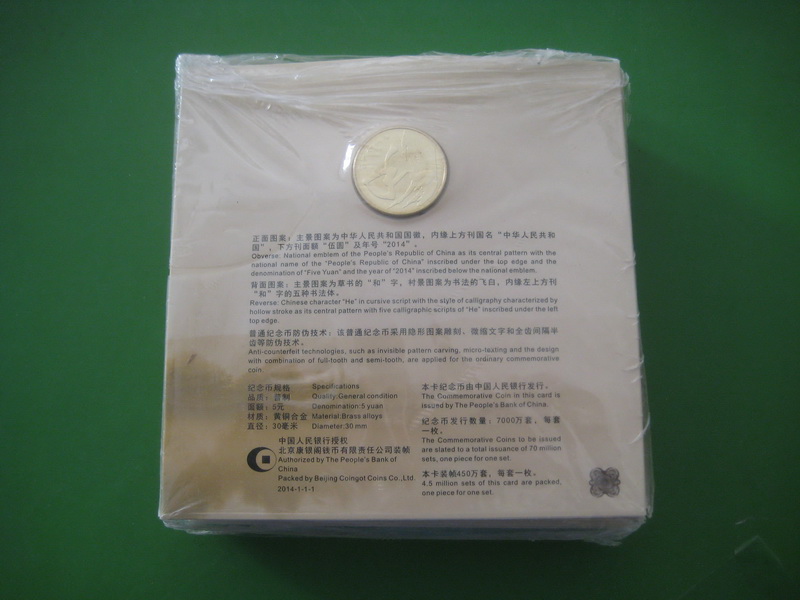 正面图案：主景图案为中华人民共和国国徽，内缘上方刊国名“中华人民共和
国”，下方刊面额“伍圆”及年号“2014”。
Obverse: National emblem of the People's Republic of China as its central pattern with the
national name of the "People's Republic of China" inscribed under the top edge and the
denomination of "Five Yuan" and the year of "2014" inscribed below the national emblem.
背面图案：主景图案为草书的“和”字，衬景图案为书法的飞白，内缘左上方刊
“和”字的五种书法体。
Reverse: Chinese character "He" in cursive script with the style of calligraphy characterized by
hollow stroke as its central pattern with five calligraphic scripts of "He" inscribed under the left
top edge.
普通纪念币防伪技术：该普通纪念币采用隐形图案雕刻、微缩文字和全齿间隔半
齿等防伪技术。
Anti-counterfeit technologies, such as invisible pattern carving, micro-texting and the design
with combination of full-tooth and semi-tooth, are applied for the ordinary commemorative
coin.
纪念币规格 Specifications
品质：普制 Quality:General condition
面额：5元 Denomination:5 yuan
材质：黄铜合金 Material:Brass alloys
直径：30毫米 Diameter:30 mm
中国人民银行授权
北京康银阁钱币有限责任公司装帧
Authorized by The People's Bank of
China
Packed by Beijing Coingot Coins Co.,Ltd.
2014-1-1-1
本卡纪念币由中国人民银行发行。
The Commemorative Coin in this card is
issued by The People's Bank of China.
纪念币发行数量：7000万套，每套
一枚。
The Commemorative Coins to be issued
are stated to a total issuance of 70 million
sets, one piece for one set.
本卡装帧450万套，每套一枚。
4.5 million sets of this card are packed,
one piece for one set.